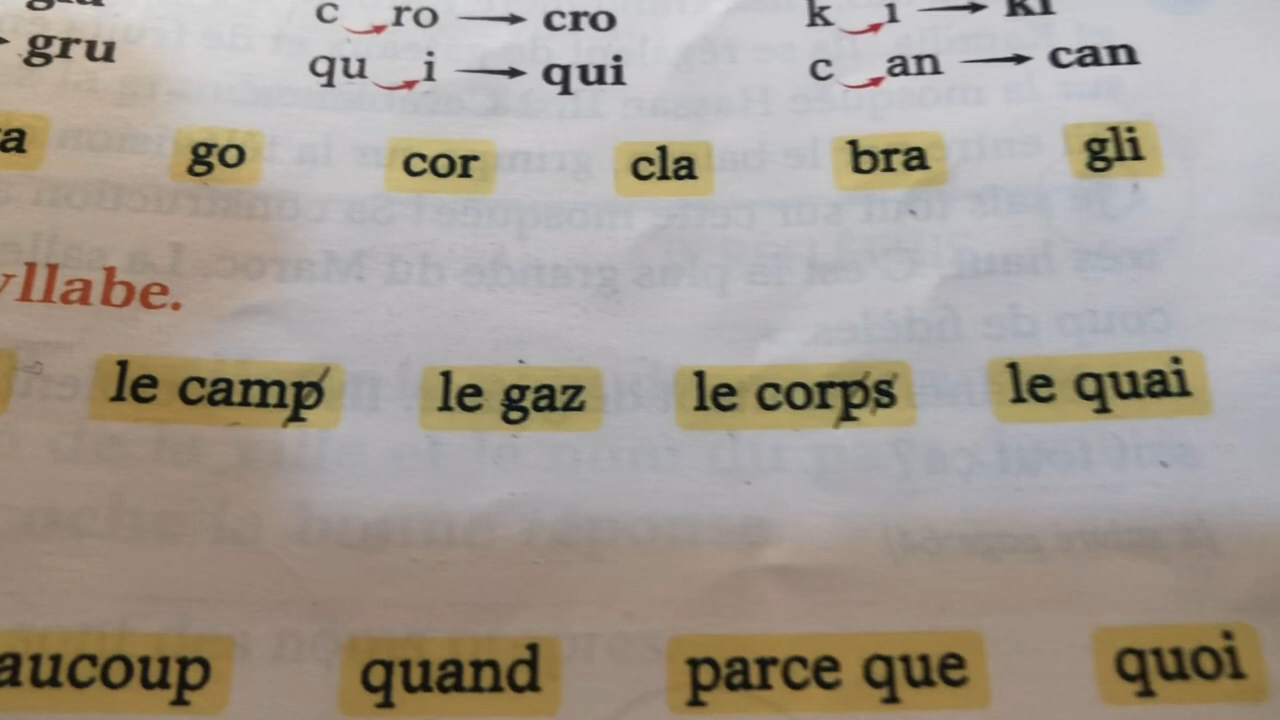 c ro → cro k i → ki
gru qu i → qui c an → can
go cor cla bra gli
yllabe.
le camp le gaz le corps le quai
aucoup quand parce que quoi